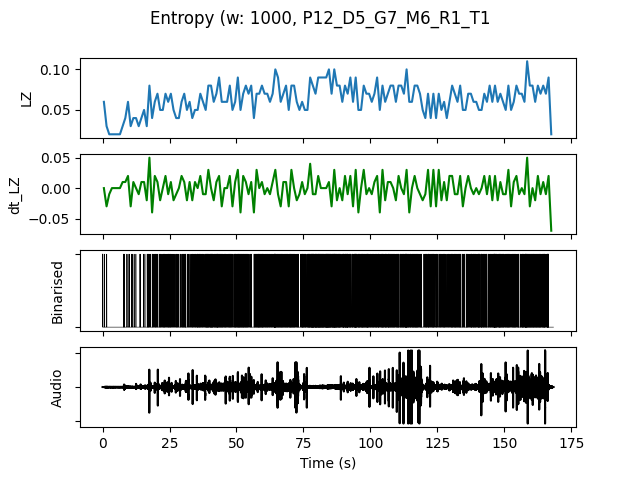 Entropy (w: 1000, P12_D5_G7_M6_R1_T1
0.10
0.05
LZ
0.05
0.00
−0.05
dt_LZ
Binarised
Audio
0 25 50 75 100 125 150 175
Time (s)